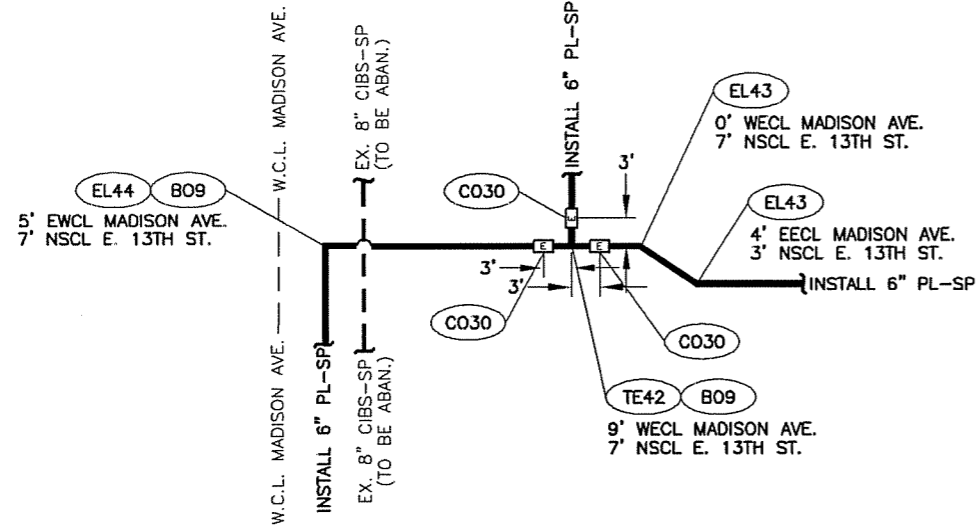 W.C.L. MADISON AVE.
EX. 8" CIBS-SP
(TO BE ABAN.)
INSTALL 6" PL-SP
EL43
0' WECL MADISON AVE.
7' NSCL E. 13TH ST.
3'
CO30
EL44
B09
5' EWCL MADISON AVE.
7' NSCL E. 13TH ST.
EL43
4' EECL MADISON AVE.
3' NSCL E. 13TH ST.
E
E
E
INSTALL 6" PL-SP
3'
3'
CO30
CO30
TE42
B09
9' WECL MADISON AVE.
7' NSCL E. 13TH ST.
W.C.L. MADISON AVE.
INSTALL 6" PL-SP
EX. 8" CIBS-SP
(TO BE ABAN.)